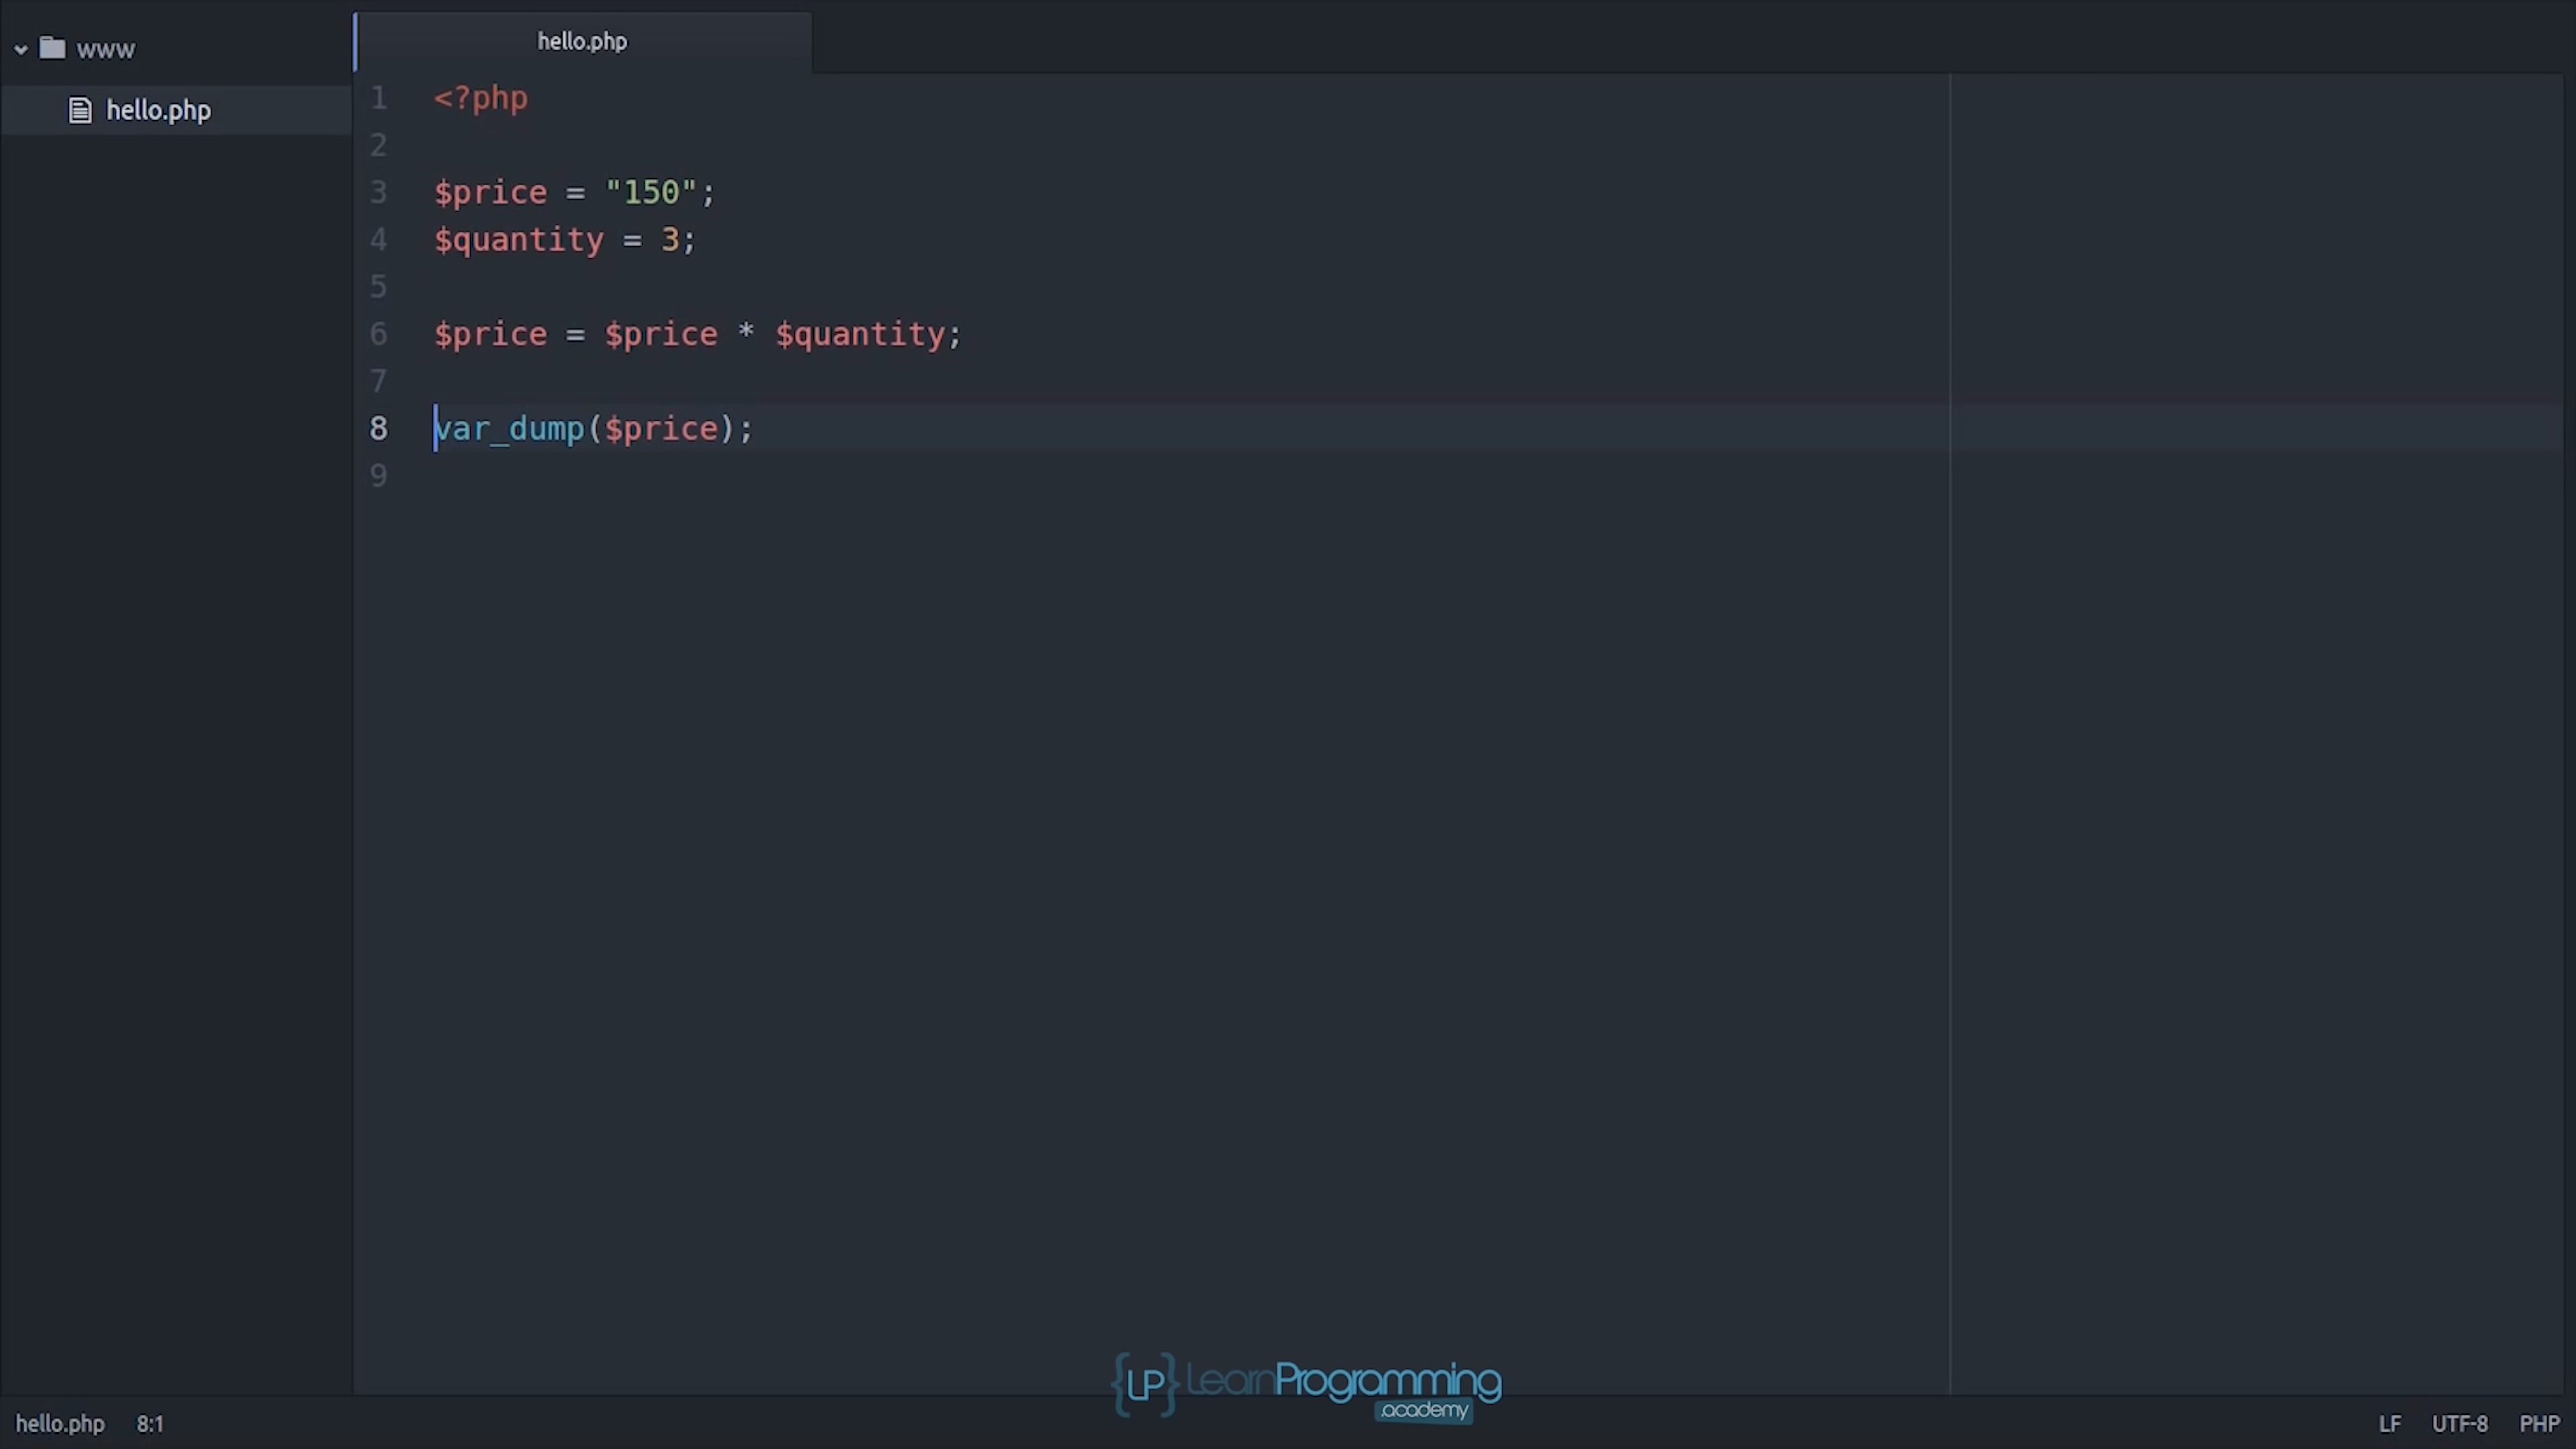 www
hello.php
hello.php
1 <?php
2
3 $price = "150";
4 $quantity = 3;
5
6 $price = $price * $quantity;
7
8 var_dump($price);
9
{LP} LearnProgramming
.academy
hello.php 8:1 LF UTF-8 PHP